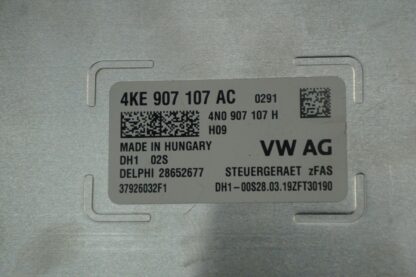 4KE 907 107 AC 0291
4N0 907 107 H
H09
MADE IN HUNGARY VW AG
DH1 02S
DELPHI 28652677 STEUERGERAET zFAS
37926032F1 DH1-00S28.03.19ZFT30190